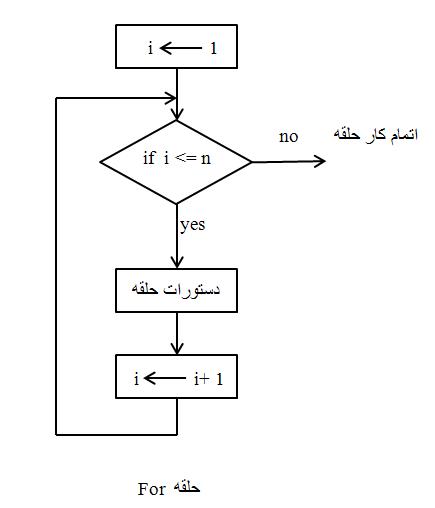 i ← 1
if i <= n
no
اتمام کار حلقه
yes
دستورات حلقه
i ← i+ 1
حلقه For